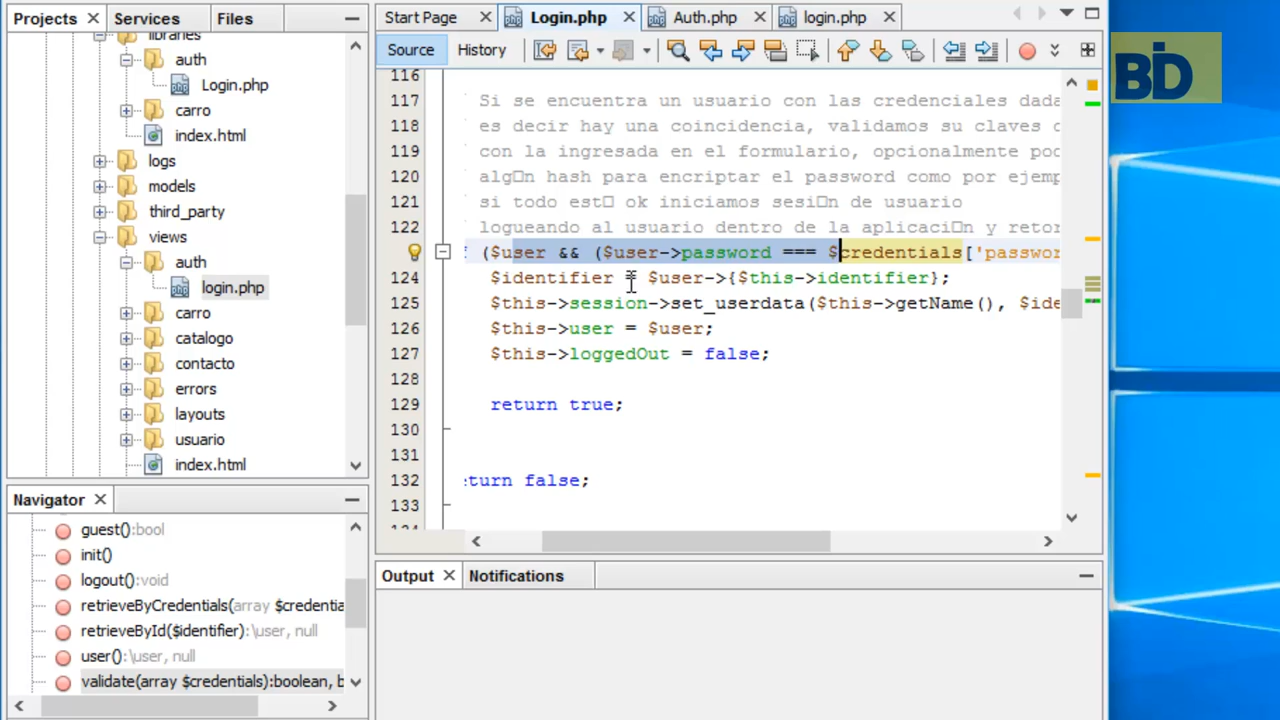 Projects
Services
Files
libraries
auth
Login.php
carro
index.html
logs
models
third_party
views
auth
login.php
carro
catalogo
contacto
errors
layouts
usuario
index.html
Navigator
guest():bool
init()
logout():void
retrieveByCredentials(array $credentia
retrieveById($identifier):\user, null
user():\user, null
validate(array $credentials):boolean, b
Start Page
Login.php
Auth.php
login.php
Source
History
116
117 Si se encuentra un usuario con las credenciales dada
118 es decir hay una coincidencia, validamos su claves c
119 con la ingresada en el formulario, opcionalmente pod
120 alg□n hash para encriptar el password como por ejemp
121 si todo est□ ok iniciamos sesi□n de usuario
122 logueando al usuario dentro de la aplicaci□n y retor
($user && ($user->password === $credentials['passwor
124 $identifier = $user->{$this->identifier};
125 $this->session->set_userdata($this->getName(), $ide
126 $this->user = $user;
127 $this->loggedOut = false;
128
129 return true;
130
131
132 eturn false;
133
Output
Notifications
BD